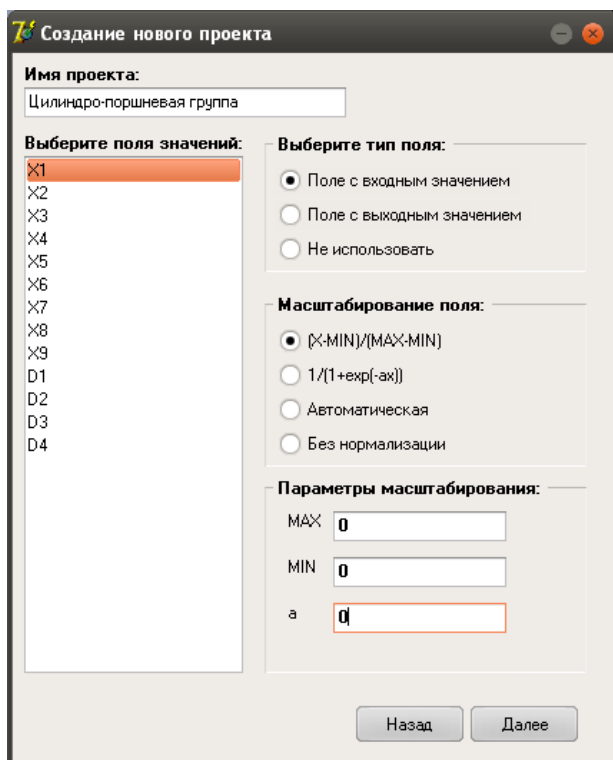 Создание нового проекта
Имя проекта:
Цилиндро-поршневая группа
Выберите поля значений:
X1
X2
X3
X4
X5
X6
X7
X8
X9
D1
D2
D3
D4
Выберите тип поля:
Поле с входным значением
Поле с выходным значением
Не использовать
Масштабирование поля:
(X-MIN)/(MAX-MIN)
1/(1+exp(-ax))
Автоматическая
Без нормализации
Параметры масштабирования:
MAX 0
MIN 0
a 0
Назад Далее